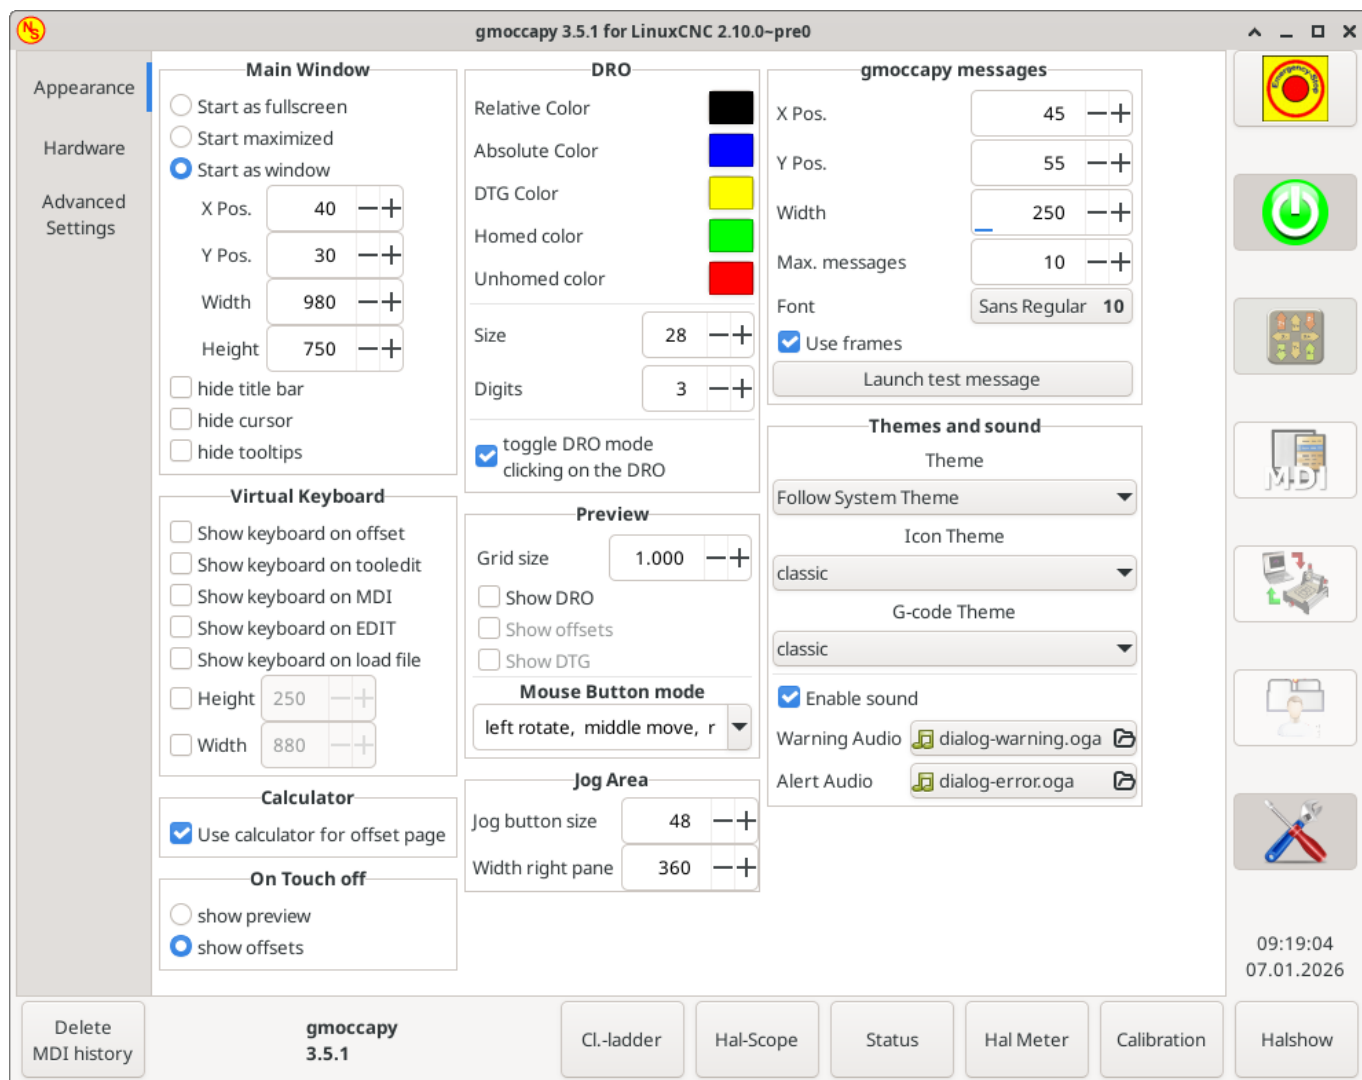 NS
gmoccapy 3.5.1 for LinuxCNC 2.10.0~pre0
Appearance
Hardware
Advanced
Settings
Main Window
Start as fullscreen
Start maximized
Start as window
X Pos. 40
Y Pos. 30
Width 980
Height 750
hide title bar
hide cursor
hide tooltips
Virtual Keyboard
Show keyboard on offset
Show keyboard on tooledit
Show keyboard on MDI
Show keyboard on EDIT
Show keyboard on load file
Height 250
Width 880
Calculator
Use calculator for offset page
On Touch off
show preview
show offsets
DRO
Relative Color
Absolute Color
DTG Color
Homed color
Unhomed color
Size 28
Digits 3
toggle DRO mode
clicking on the DRO
Preview
Grid size 1.000
Show DRO
Show offsets
Show DTG
Mouse Button mode
left rotate, middle move, r
Jog Area
Jog button size 48
Width right pane 360
gmoccapy messages
X Pos. 45
Y Pos. 55
Width 250
Max. messages 10
Font Sans Regular 10
Use frames
Launch test message
Themes and sound
Theme
Follow System Theme
Icon Theme
classic
G-code Theme
classic
Enable sound
Warning Audio dialog-warning.oga
Alert Audio dialog-error.oga
Emergency-Stop
MDI
09:19:04
07.01.2026
Delete
MDI history
gmoccapy
3.5.1
Cl.-ladder
Hal-Scope
Status
Hal Meter
Calibration
Halshow